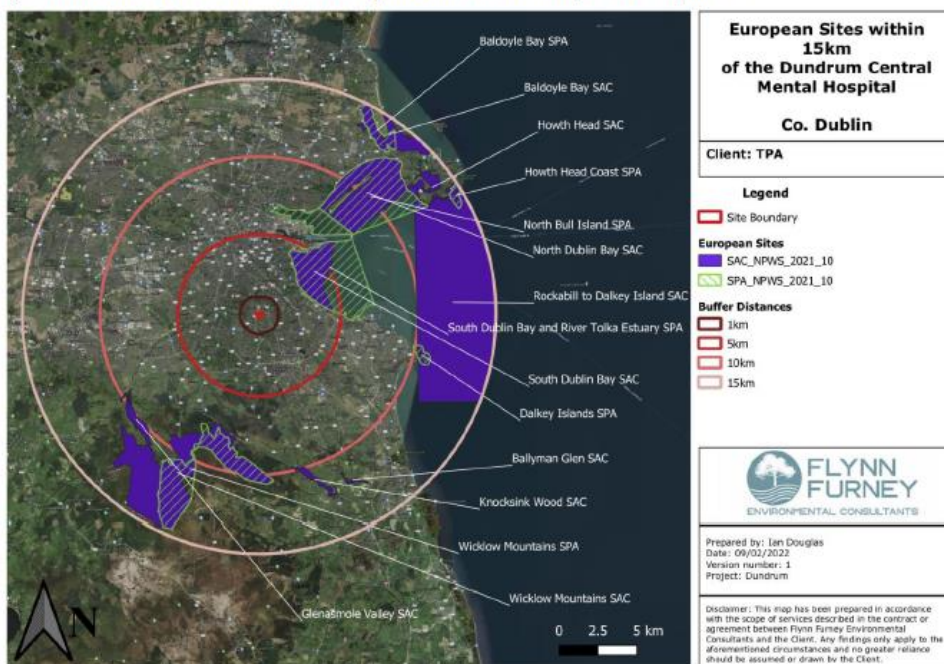 Baldoyle Bay SPA
Baldoyle Bay SAC
Howth Head SAC
Howth Head Coast SPA
North Bull Island SPA
North Dublin Bay SAC
Rockabill to Dalkey Island SAC
South Dublin Bay and River Tolka Estuary SPA
South Dublin Bay SAC
Dalkey Islands SPA
Ballyman Glen SAC
Knocksink Wood SAC
Wicklow Mountains SPA
Wicklow Mountains SAC
Glenasmole Valley SAC
N
0 2.5 5 km
European Sites within
15km
of the Dundrum Central
Mental Hospital
Co. Dublin
Client: TPA
Legend
Site Boundary
European Sites
SAC_NPWS_2021_10
SPA_NPWS_2021_10
Buffer Distances
1km
5km
10km
15km
FLYNN
FURNEY
ENVIRONMENTAL CONSULTANTS
Prepared by: Ian Douglas
Date: 09/02/2022
Version number: 1
Project: Dundrum
Disclaimer: This map has been prepared in accordance
with the scope of services described in the contract or
agreement between Flynn Furney Environmental
Consultants and the Client. Any findings only apply to the
aforementioned circumstances and no greater reliance
should be assumed or drawn by the Client.